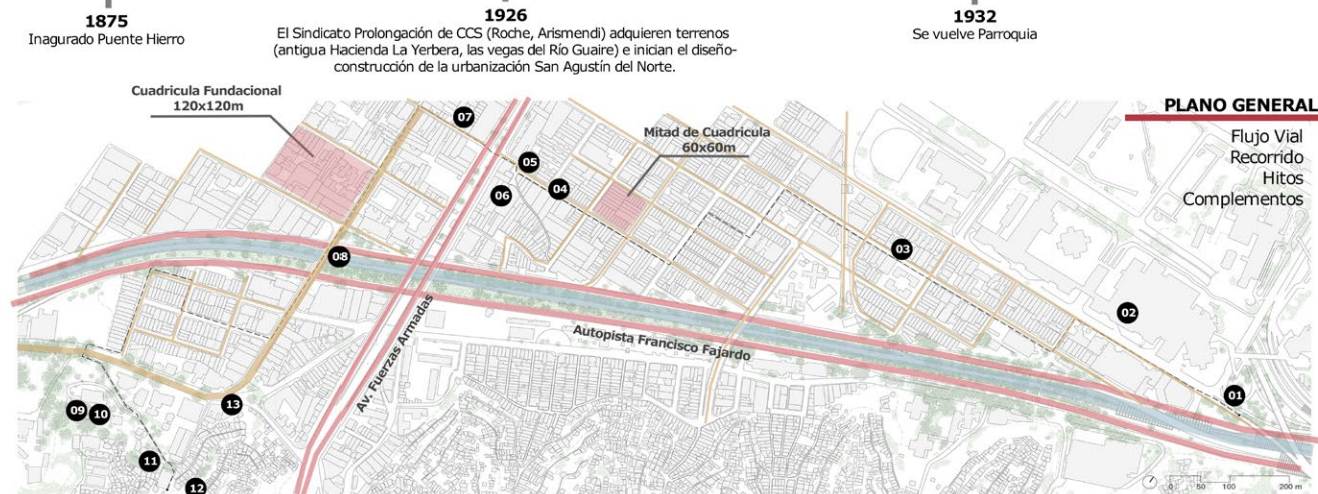 1875
Inagurado Puente Hierro
1926
El Sindicato Prolongación de CCS (Roche, Arismendi) adquieren terrenos
(antigua Hacienda La Yerbera, las vegas del Río Guaire) e inician el diseño-
construcción de la urbanización San Agustín del Norte.
1932
Se vuelve Parroquia
Cuadricula Fundacional
120x120m
Mitad de Cuadricula
60x60m
PLANO GENERAL
Flujo Vial
Recorrido
Hitos
Complementos
07
05
04
06
03
08
02
01
Av. Fuerzas Armadas
Autopista Francisco Fajardo
09
10
13
11
12
0 50 100 200 m